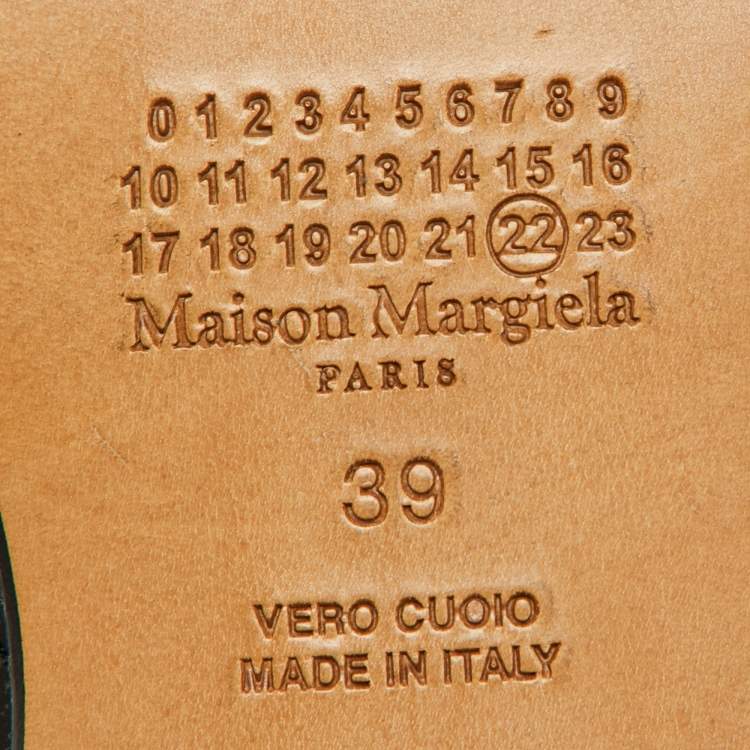 0 1 2 3 4 5 6 7 8 9
10 11 12 13 14 15 16
17 18 19 20 21 22 23
Maison Margiela
PARIS
39
VERO CUOIO
MADE IN ITALY